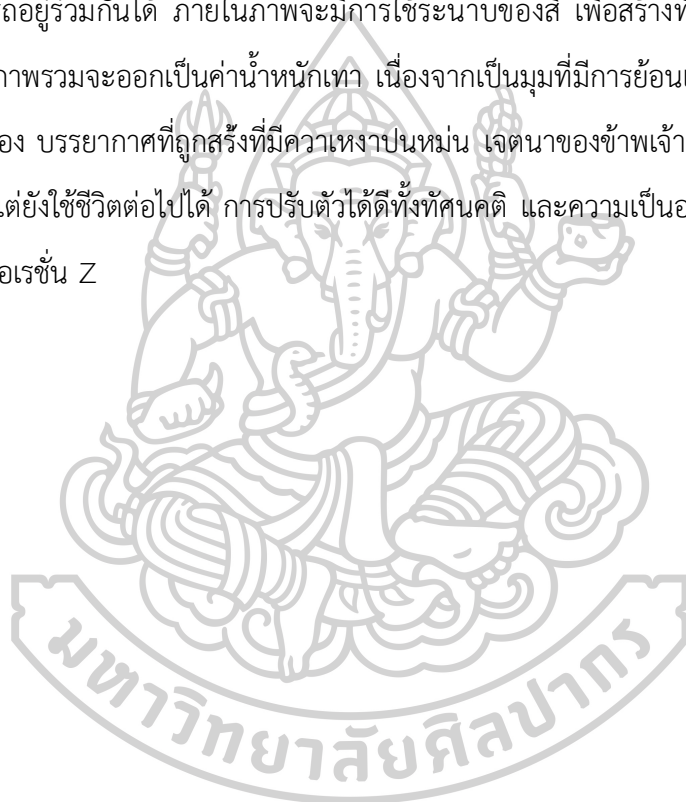 ถอยู่ร่วมกันได้ ภายในภาพจะมีการใช้ระนาบของสี เพื่อสร้างทั
ภาพรวมจะออกเป็นค่าน้ำหนักเทา เนื่องจากเป็นมุมที่มีการย้อนแ
อง บรรยากาศที่ถูกสร้งที่มีควาเหงาปนหม่น เจตนาของข้าพเจ้า
แต่ยังใช้ชีวิตต่อไปได้ การปรับตัวได้ดีทั้งทัศนคติ และความเป็นอ
อเรชั่น Z
มหาวิทยาลัยศิลปากร